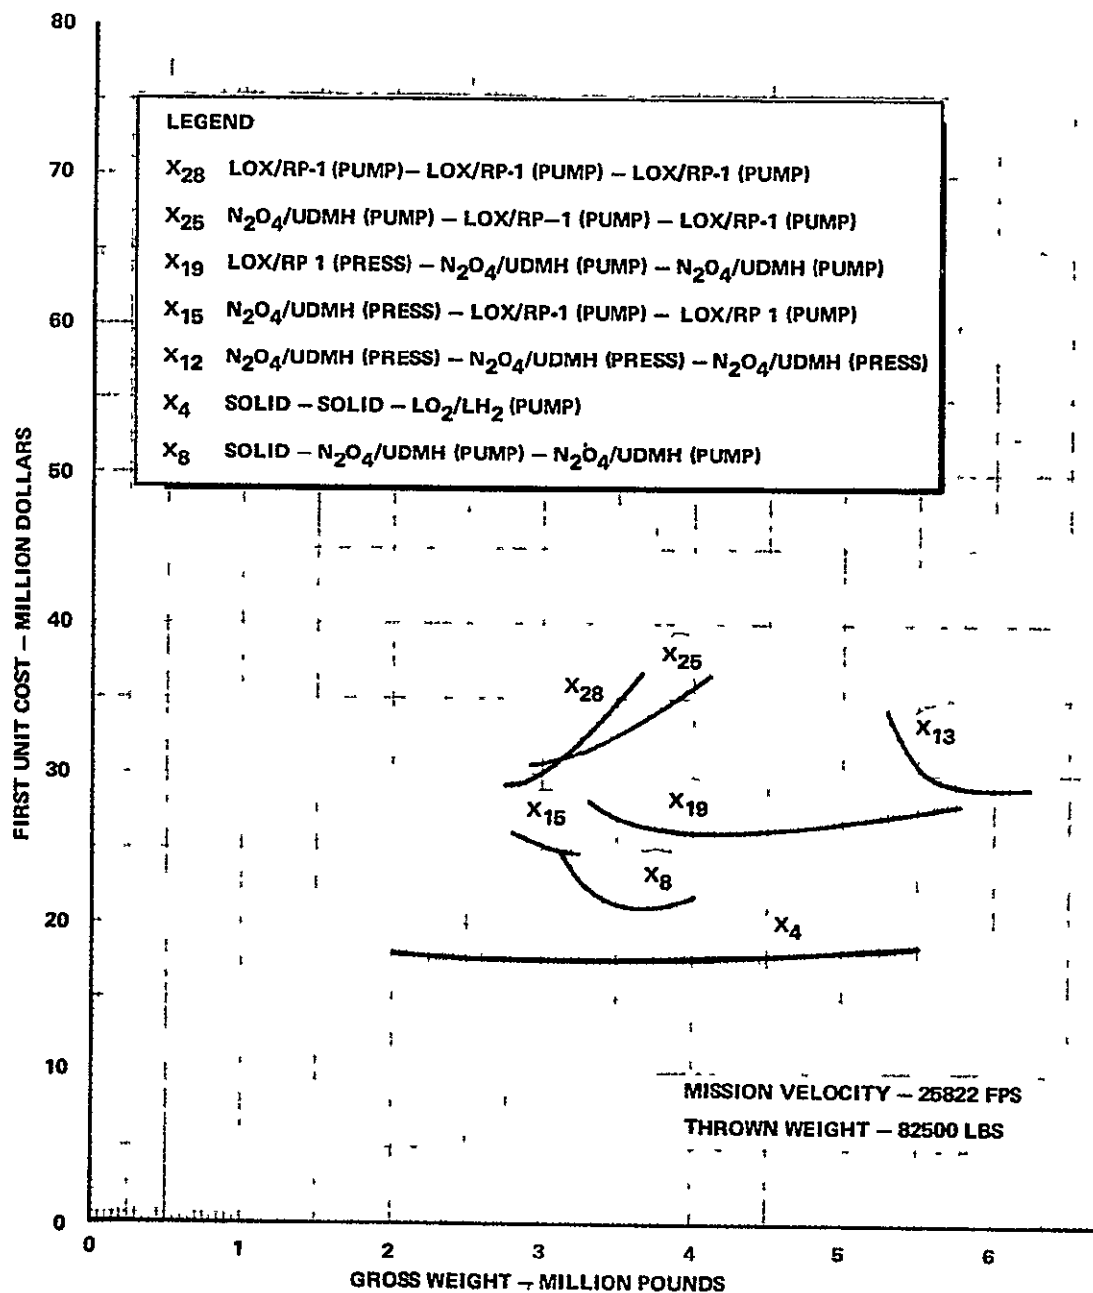 80
LEGEND
X28 LOX/RP-1 (PUMP) – LOX/RP-1 (PUMP) – LOX/RP-1 (PUMP)
X25 N2O4/UDMH (PUMP) – LOX/RP–1 (PUMP) – LOX/RP-1 (PUMP)
X19 LOX/RP 1 (PRESS) – N2O4/UDMH (PUMP) – N2O4/UDMH (PUMP)
X15 N2O4/UDMH (PRESS) – LOX/RP-1 (PUMP) – LOX/RP 1 (PUMP)
X12 N2O4/UDMH (PRESS) – N2O4/UDMH (PRESS) – N2O4/UDMH (PRESS)
X4 SOLID – SOLID – LO2/LH2 (PUMP)
X8 SOLID – N2O4/UDMH (PUMP) – N2O4/UDMH (PUMP)
70
60
50
40
30
20
10
0
FIRST UNIT COST – MILLION DOLLARS
X28
X25
X13
X15
X19
X8
X4
MISSION VELOCITY – 25822 FPS
THROWN WEIGHT – 82500 LBS
0 1 2 3 4 5 6
GROSS WEIGHT – MILLION POUNDS